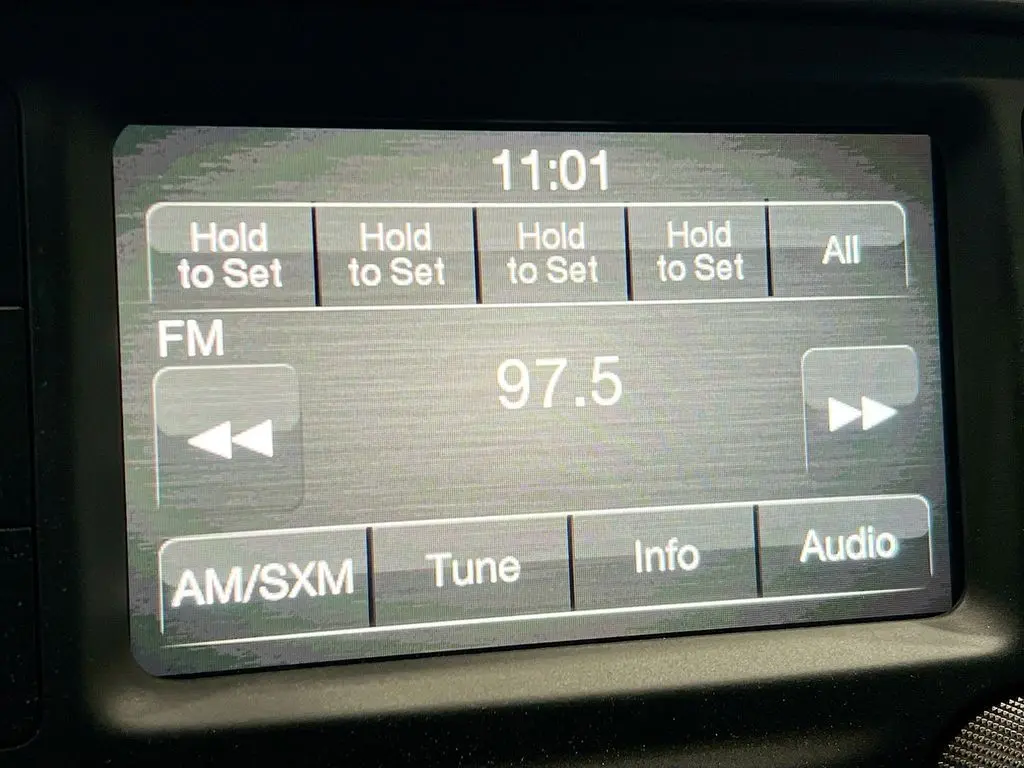 11:01
Hold to Set Hold to Set Hold to Set Hold to Set All
FM
97.5
AM/SXM Tune Info Audio